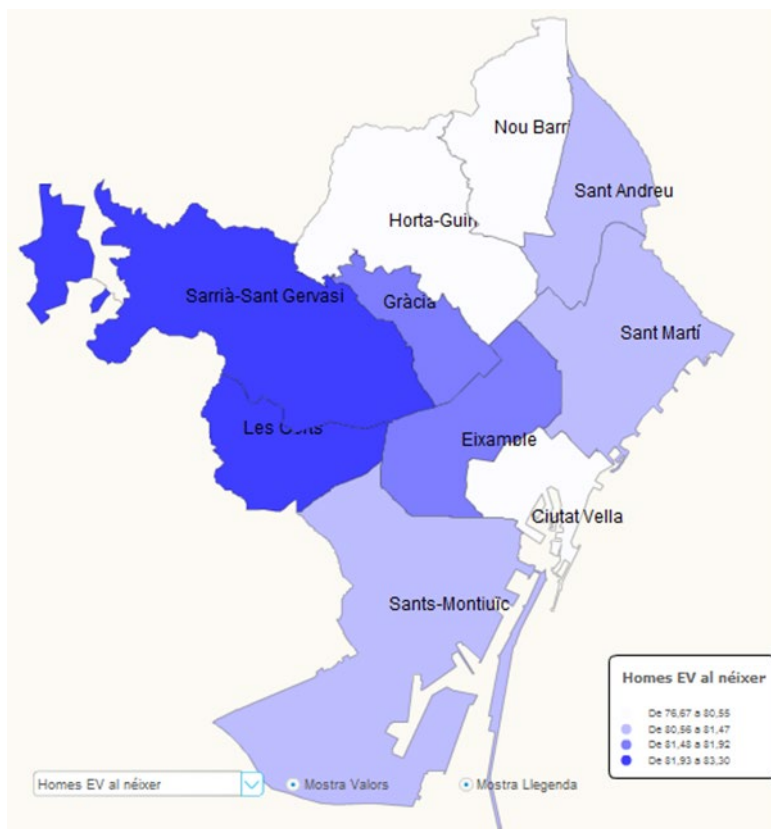 Nou Barri
Sant Andreu
Horta-Guin
Sarrià-Sant Gervasi
Gràcia
Sant Martí
Les Corts
Eixample
Ciutat Vella
Sants-Montjuïc
Homes EV al néixer
De 76,67 a 80,55
De 80,56 a 81,47
De 81,48 a 81,92
De 81,93 a 83,30
Homes EV al néixer
Mostra Valors
Mostra Llegenda